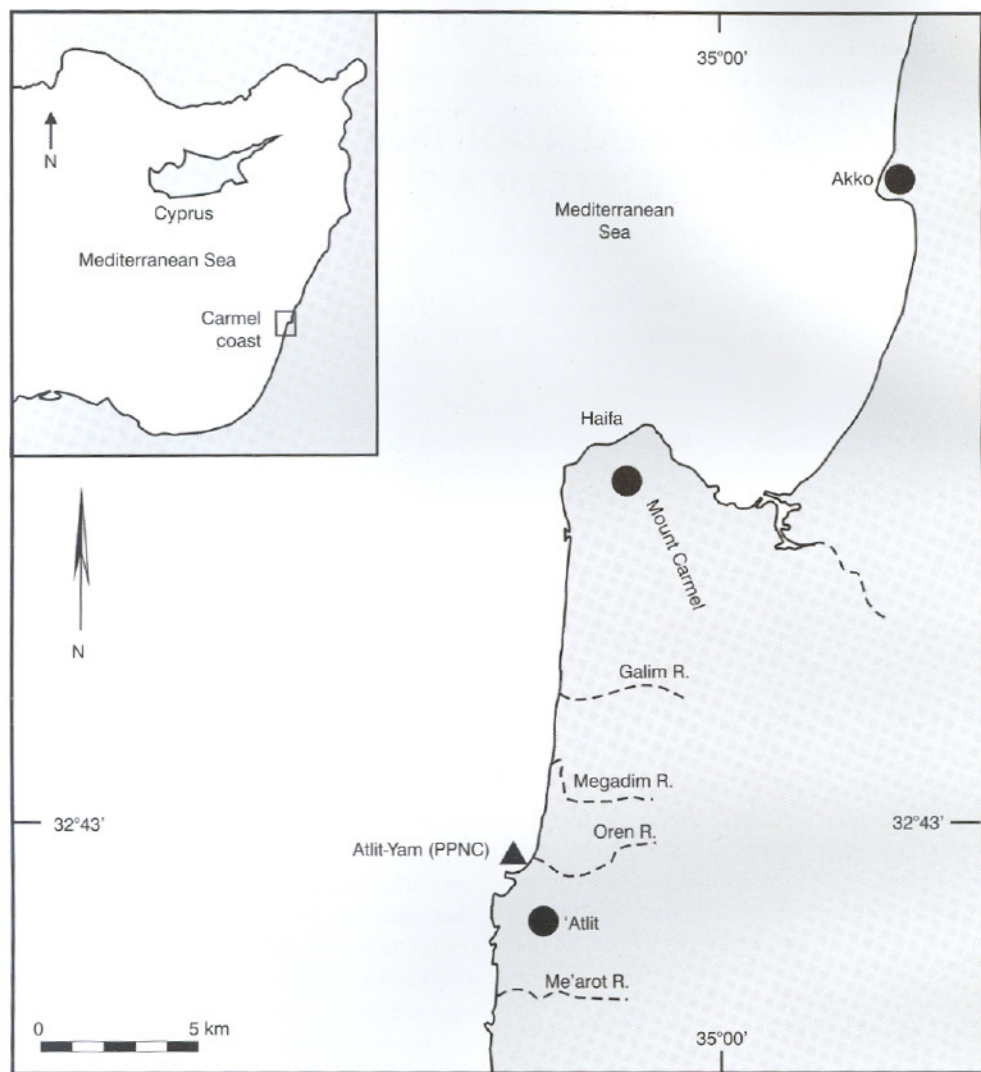 N
Cyprus
Mediterranean Sea
Carmel
coast
35°00'
Akko
Mediterranean
Sea
Haifa
Mount Carmel
N
Galim R.
Megadim R.
32°43'
Oren R.
32°43'
Atlit-Yam (PPNC)
'Atlit
Me'arot R.
0
5 km
35°00'